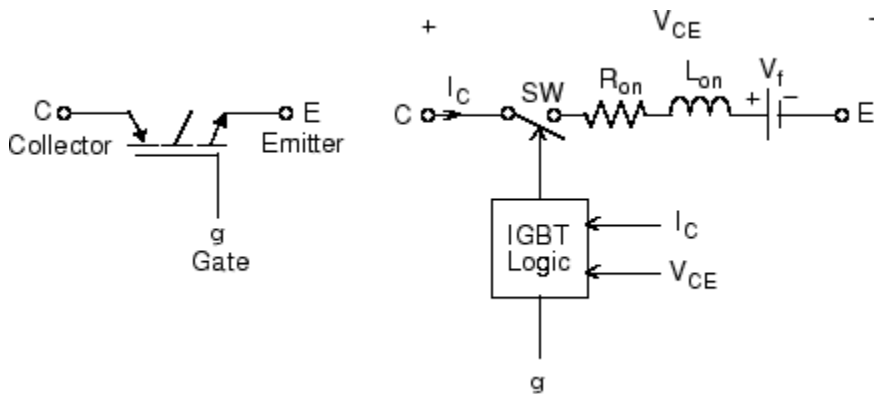 C
Collector
E
Emitter
g
Gate
+ V_CE -
C
I_C
SW
R_on
L_on
+ V_f −
E
IGBT
Logic
I_C
V_CE
g